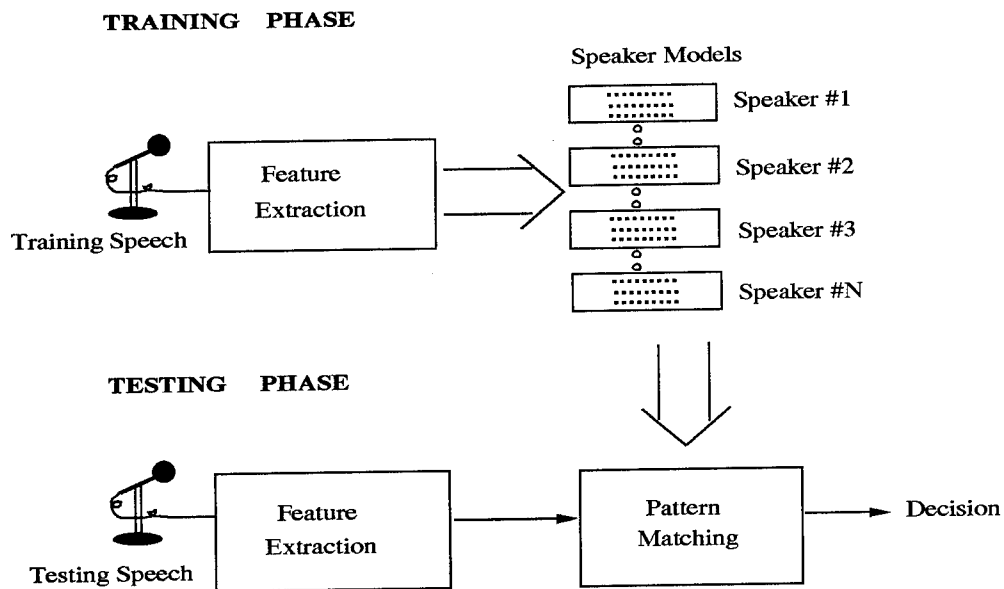 TRAINING PHASE
Speaker Models
Speaker #1
Speaker #2
Speaker #3
Speaker #N
Feature
Extraction
Training Speech
TESTING PHASE
Feature
Extraction
Pattern
Matching
Decision
Testing Speech